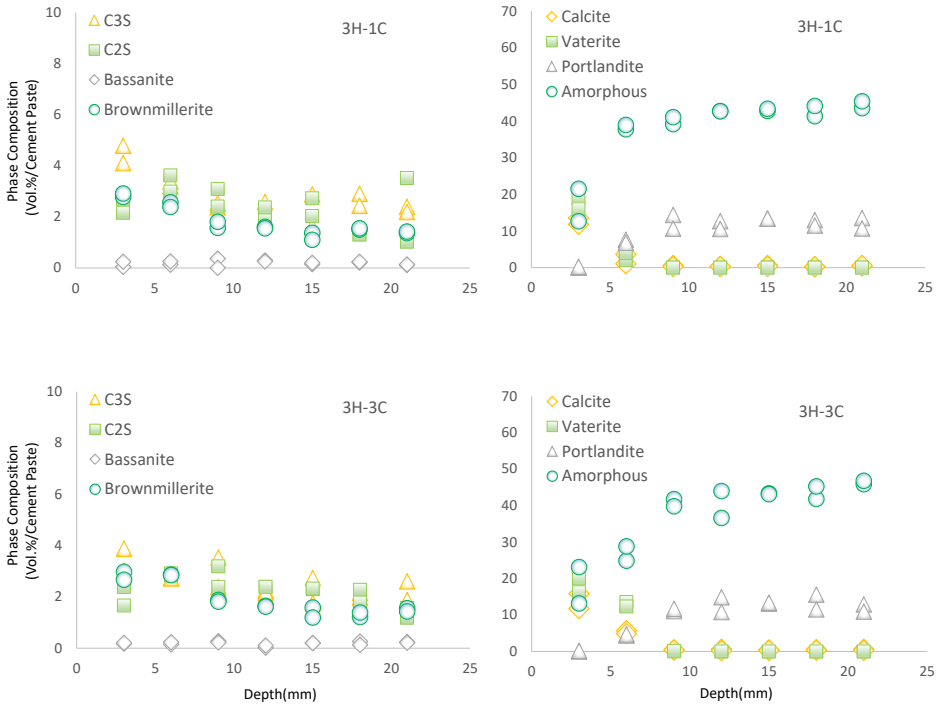 3H-1C
C3S
C2S
Bassanite
Brownmillerite
Phase Composition
(Vol.%/Cement Paste)
10
8
6
4
2
0
0 5 10 15 20 25
3H-1C
Calcite
Vaterite
Portlandite
Amorphous
70
60
50
40
30
20
10
0
0 5 10 15 20 25
3H-3C
C3S
C2S
Bassanite
Brownmillerite
Phase Composition
(Vol.%/Cement Paste)
10
8
6
4
2
0
0 5 10 15 20 25
Depth(mm)
3H-3C
Calcite
Vaterite
Portlandite
Amorphous
70
60
50
40
30
20
10
0
0 5 10 15 20 25
Depth(mm)